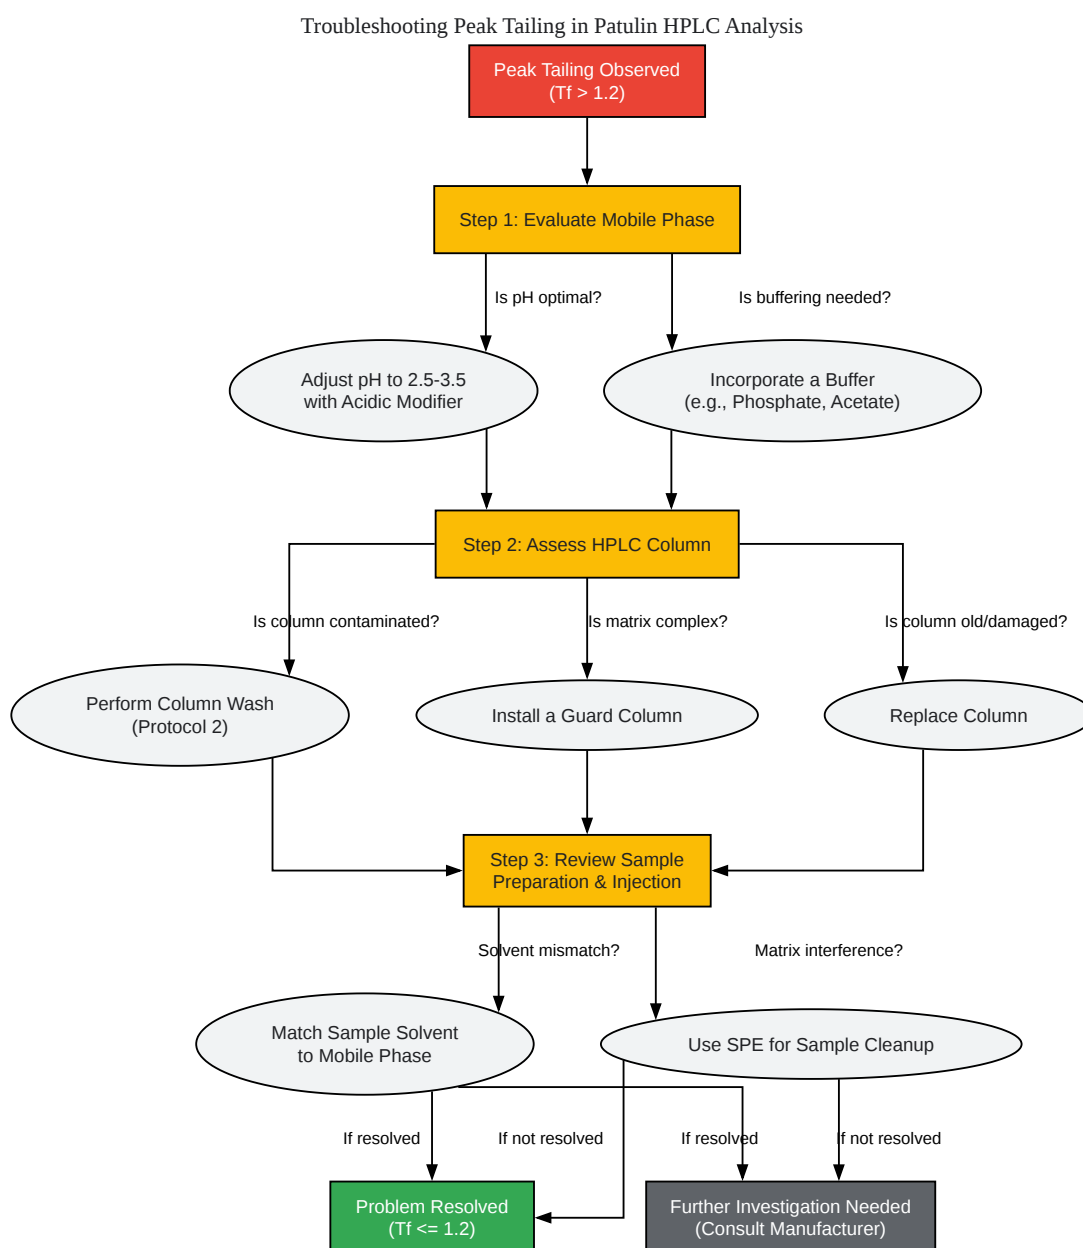 Troubleshooting Peak Tailing in Patulin HPLC Analysis
Peak Tailing Observed
(Tf > 1.2)
Step 1: Evaluate Mobile Phase
Is pH optimal?
Is buffering needed?
Adjust pH to 2.5-3.5
with Acidic Modifier
Incorporate a Buffer
(e.g., Phosphate, Acetate)
Step 2: Assess HPLC Column
Is column contaminated?
Is matrix complex?
Is column old/damaged?
Perform Column Wash
(Protocol 2)
Install a Guard Column
Replace Column
Step 3: Review Sample
Preparation & Injection
Solvent mismatch?
Matrix interference?
Match Sample Solvent
to Mobile Phase
Use SPE for Sample Cleanup
If resolved
If not resolved
If resolved
If not resolved
Problem Resolved
(Tf <= 1.2)
Further Investigation Needed
(Consult Manufacturer)